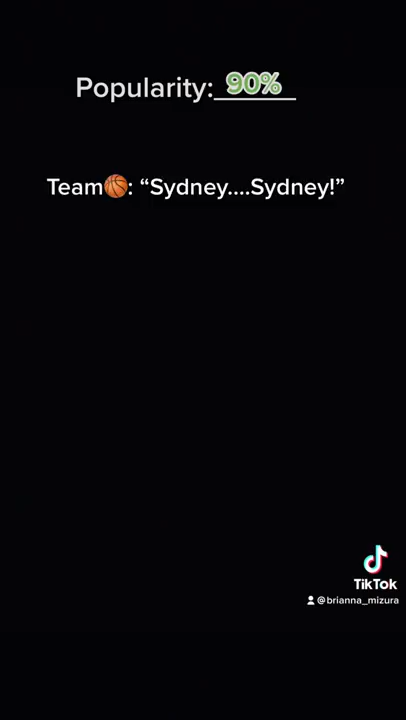 Popularity: 90%
Team🏀: “Sydney....Sydney!”
TikTok
@brianna_mizura